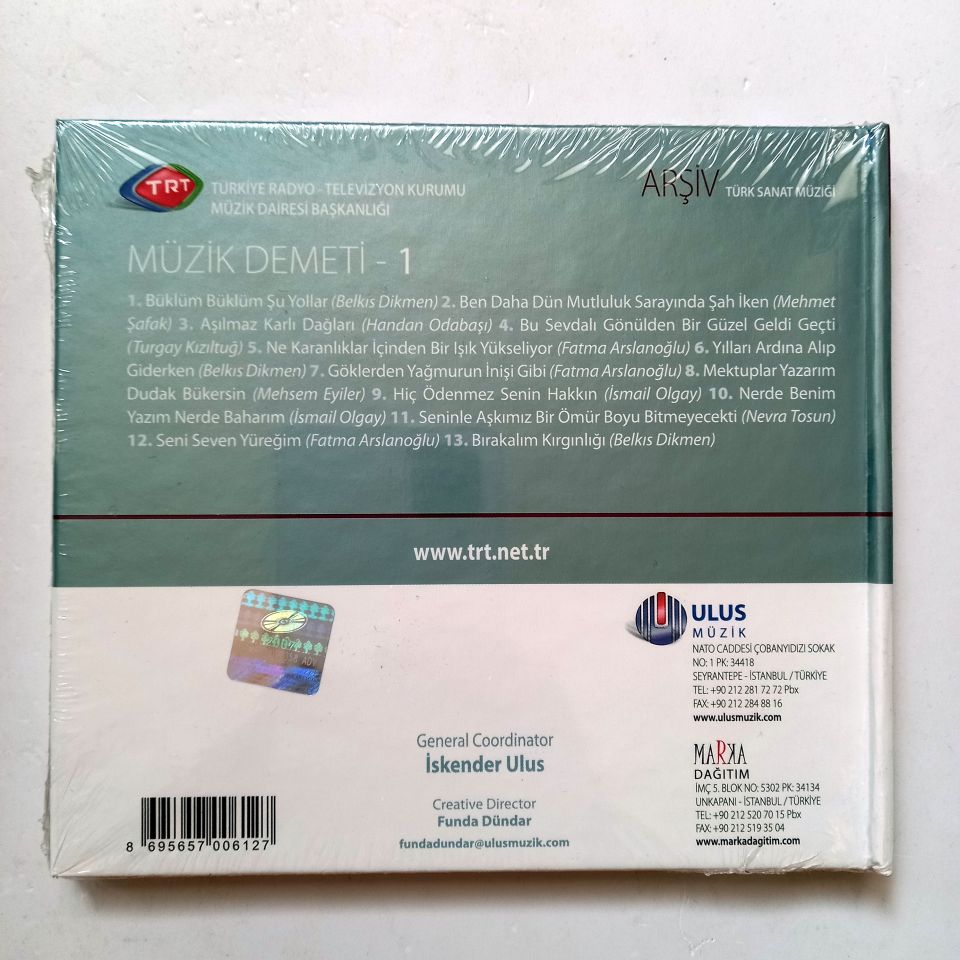 TRT
TÜRKİYE RADYO - TELEVİZYON KURUMU
MÜZİK DAİRESİ BAŞKANLIĞI
ARŞİV TÜRK SANAT MÜZİĞİ
MÜZİK DEMETİ - 1
1. Büklüm Büklüm Şu Yollar (Belkıs Dikmen) 2. Ben Daha Dün Mutluluk Sarayında Şah İken (Mehmet
Şafak) 3. Aşılmaz Karlı Dağları (Handan Odabaşı) 4. Bu Sevdalı Gönülden Bir Güzel Geldi Geçti
(Turgay Kızıltuğ) 5. Ne Karanlıklar İçinden Bir Işık Yükseliyor (Fatma Arslanoğlu) 6. Yılları Ardına Alıp
Giderken (Belkıs Dikmen) 7. Göklerden Yağmurun İnişi Gibi (Fatma Arslanoğlu) 8. Mektuplar Yazarım
Dudak Bükersin (Mehsem Eyiler) 9. Hiç Ödenmez Senin Hakkın (İsmail Olgay) 10. Nerde Benim
Yazım Nerde Baharım (İsmail Olgay) 11. Seninle Aşkımız Bir Ömür Boyu Bitmeyecekti (Nevra Tosun)
12. Seni Seven Yüreğim (Fatma Arslanoğlu) 13. Bırakalım Kırgınlığı (Belkıs Dikmen)
www.trt.net.tr
ULUS
MÜZİK
NATO CADDESİ ÇOBANYIDIZI SOKAK
NO: 1 PK: 34418
SEYRANTEPE - İSTANBUL / TÜRKİYE
TEL: +90 212 281 72 72 Pbx
FAX: +90 212 284 88 16
www.ulusmuzik.com
General Coordinator
İskender Ulus
Creative Director
Funda Dündar
fundadundar@ulusmuzik.com
MARKA
DAĞITIM
İMÇ 5. BLOK NO: 5302 PK: 34134
UNKAPANI - İSTANBUL / TÜRKİYE
TEL: +90 212 520 70 15 Pbx
FAX: +90 212 519 35 04
www.markadagitim.com
8 695657 006127